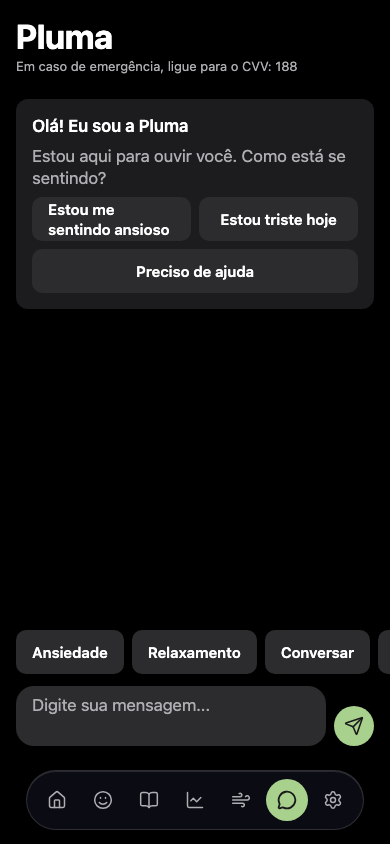 Pluma
Em caso de emergência, ligue para o CVV: 188
Olá! Eu sou a Pluma
Estou aqui para ouvir você. Como está se
sentindo?
Estou me
sentindo ansioso
Estou triste hoje
Preciso de ajuda
Ansiedade
Relaxamento
Conversar
Digite sua mensagem...